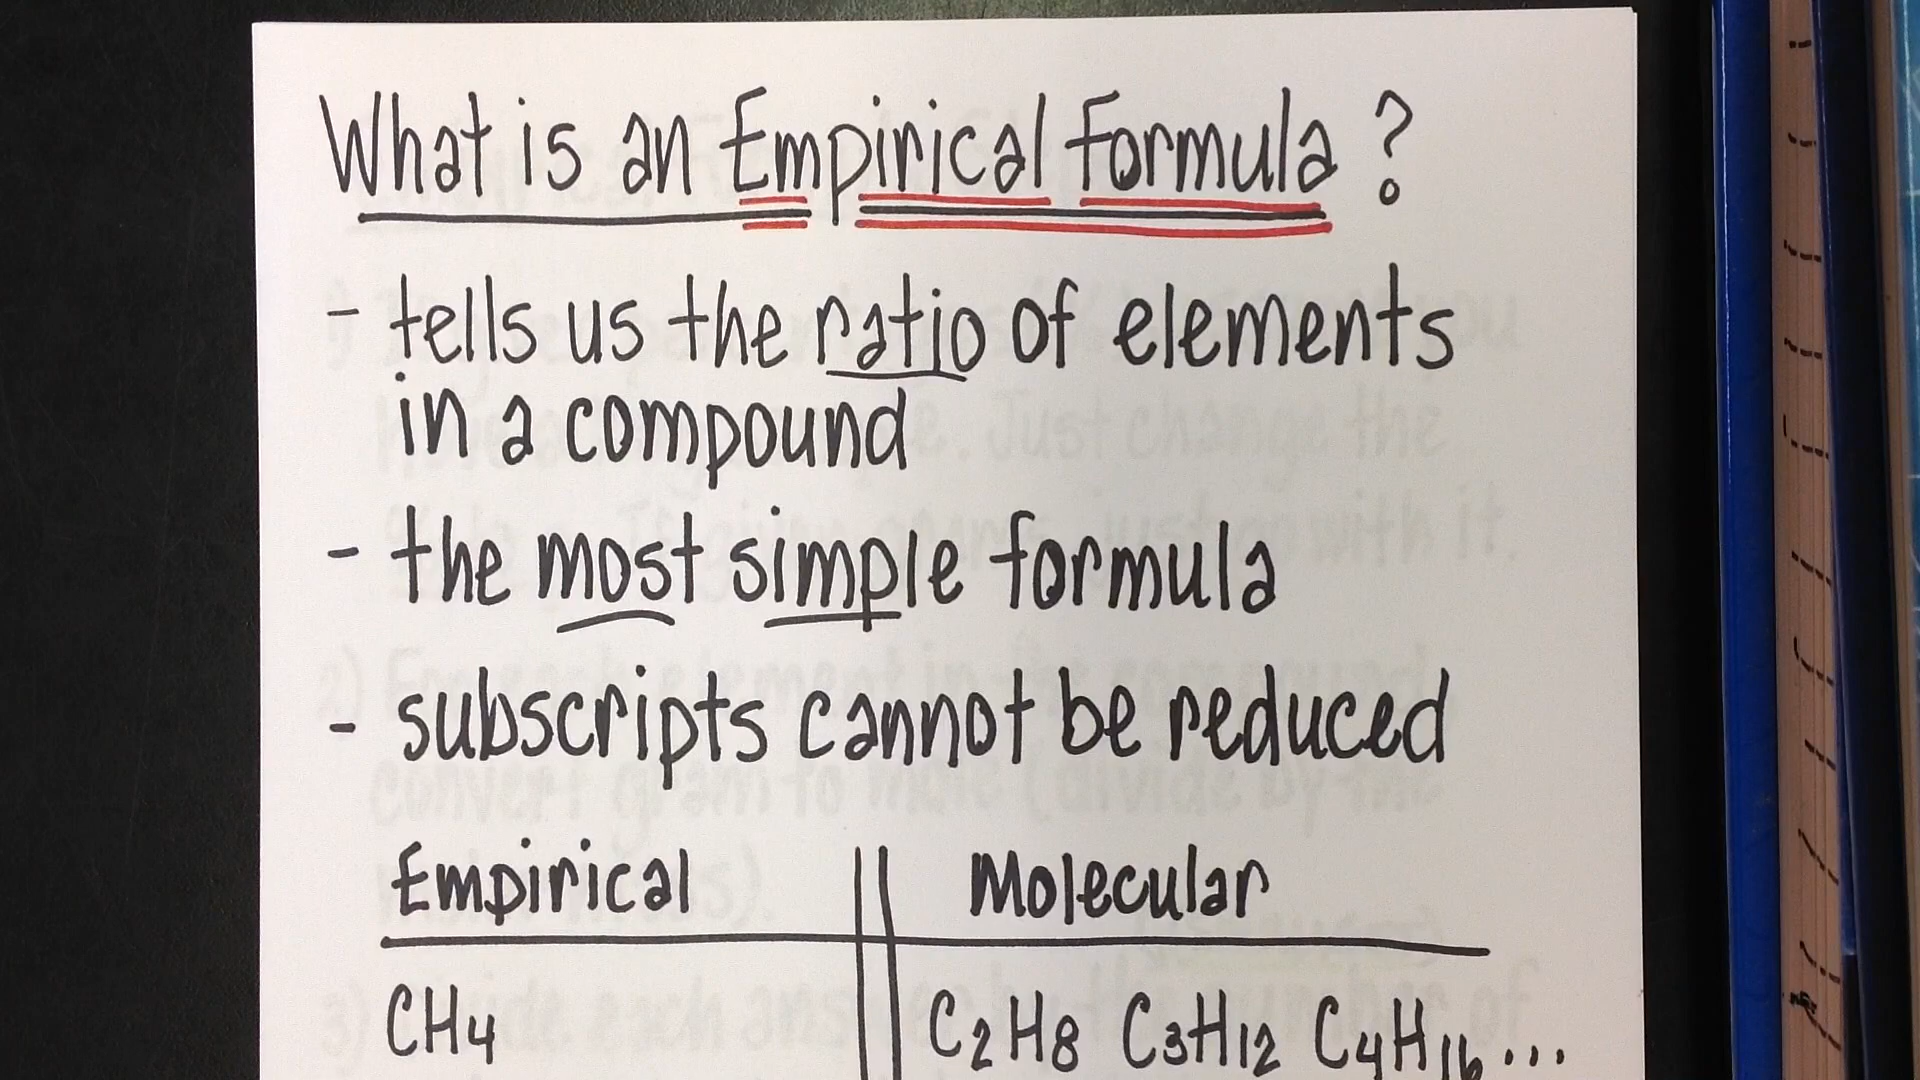 What is an Empirical Formula?
- tells us the ratio of elements
in a compound
- the most simple formula
- subscripts cannot be reduced
Empirical Molecular
CH4 C2H8 C3H12 C4H16...